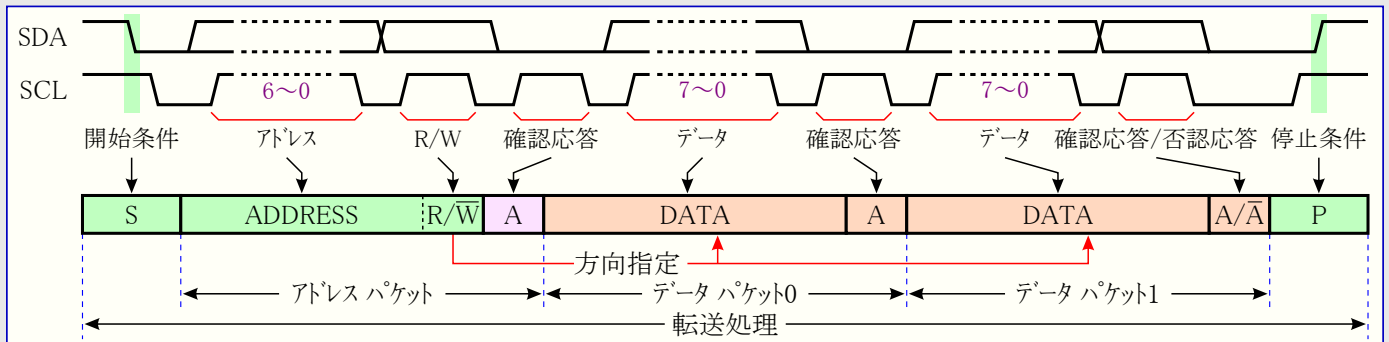 SDA
SCL
6～0
7～0
7～0
開始条件 アドレス R/W 確認応答 データ 確認応答 データ 確認応答/否認応答 停止条件
S ADDRESS R/W̅ A DATA A DATA A/A̅ P
方向指定
アドレス パケット データ パケット0 データ パケット1
転送処理